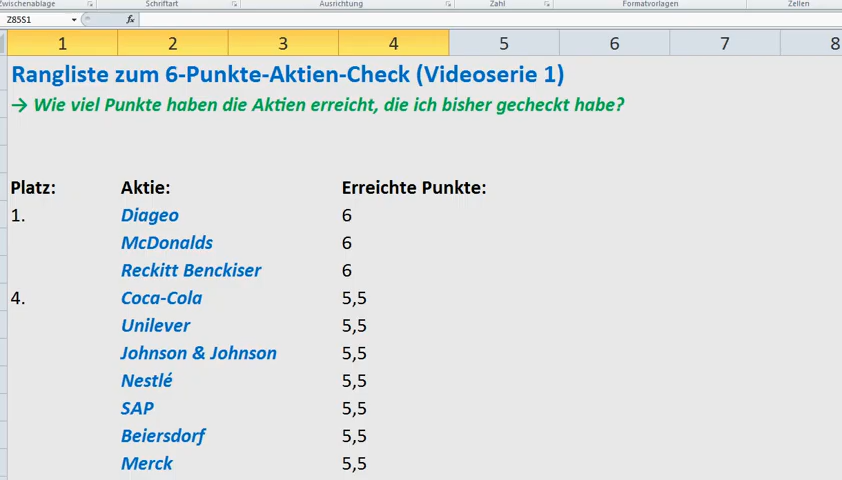 Zwischenablage Schriftart Ausrichtung Zahl Formatvorlagen Zellen
Z85S1 fx
1 2 3 4 5 6 7 8
Rangliste zum 6-Punkte-Aktien-Check (Videoserie 1)
→ Wie viel Punkte haben die Aktien erreicht, die ich bisher gecheckt habe?
Platz: Aktie: Erreichte Punkte:
1. Diageo 6
McDonalds 6
Reckitt Benckiser 6
4. Coca-Cola 5,5
Unilever 5,5
Johnson & Johnson 5,5
Nestlé 5,5
SAP 5,5
Beiersdorf 5,5
Merck 5,5